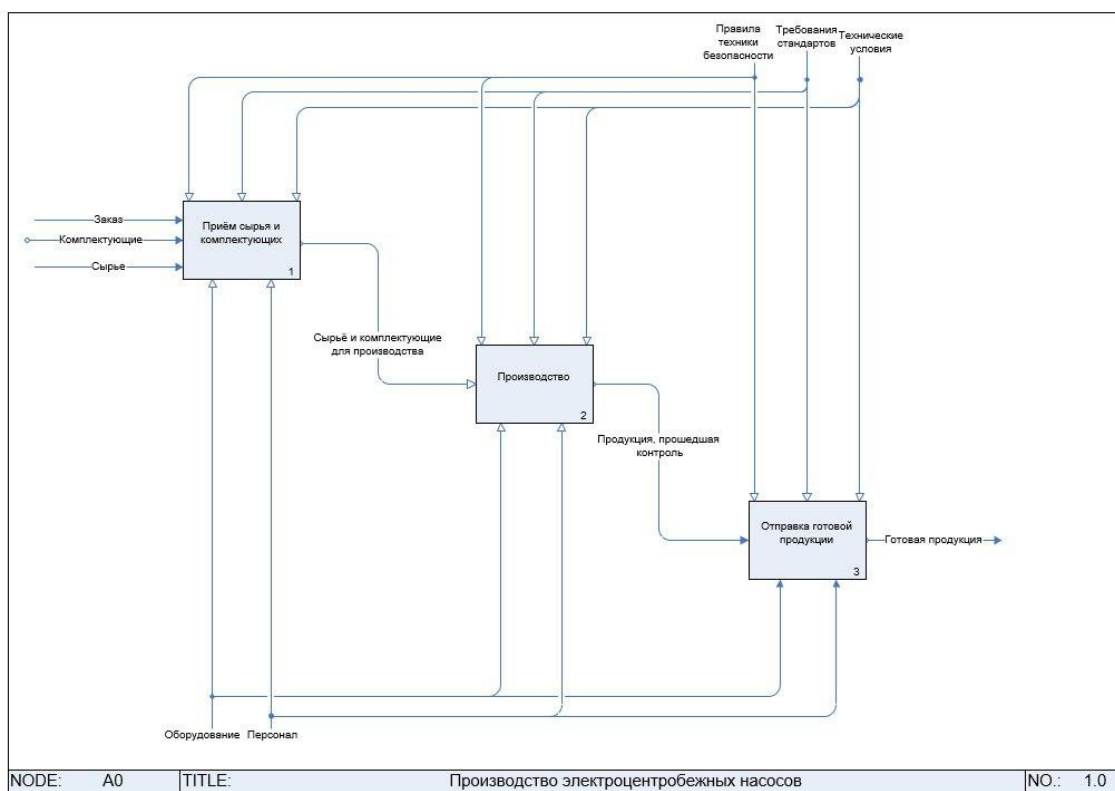 Правила
техники
безопасности
Требования
стандартов
Технические
условия
Заказ
Комплектующие
Сырье
Приём сырья и
комплектующих
1
Сырьё и комплектующие
для производства
Производство
2
Продукция, прошедшая
контроль
Отправка готовой
продукции
3
Готовая продукция
Оборудование
Персонал
NODE: A0
TITLE: Производство электроцентробежных насосов
NO.: 1.0